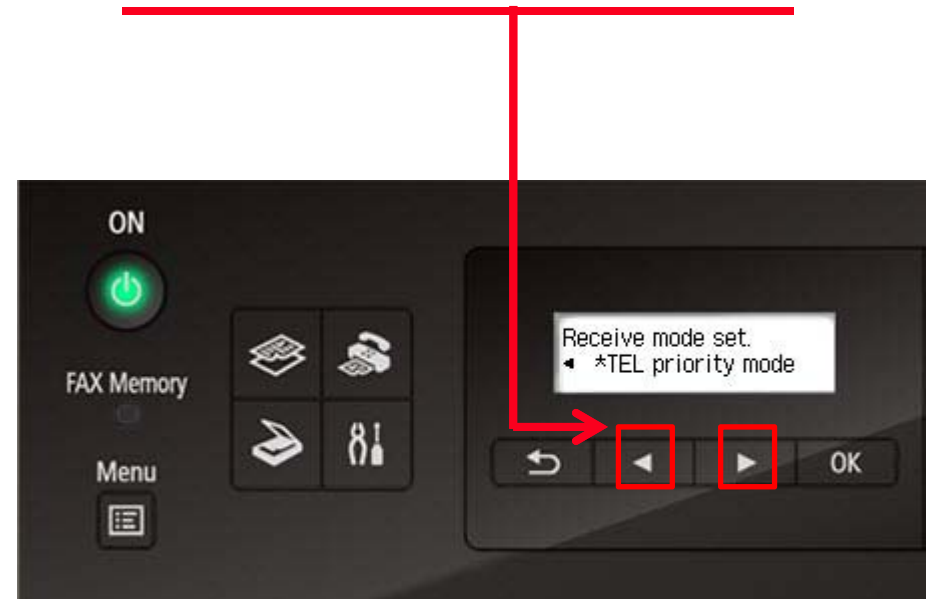 ON
FAX Memory
Menu
Receive mode set.
◄ *TEL priority mode
OK